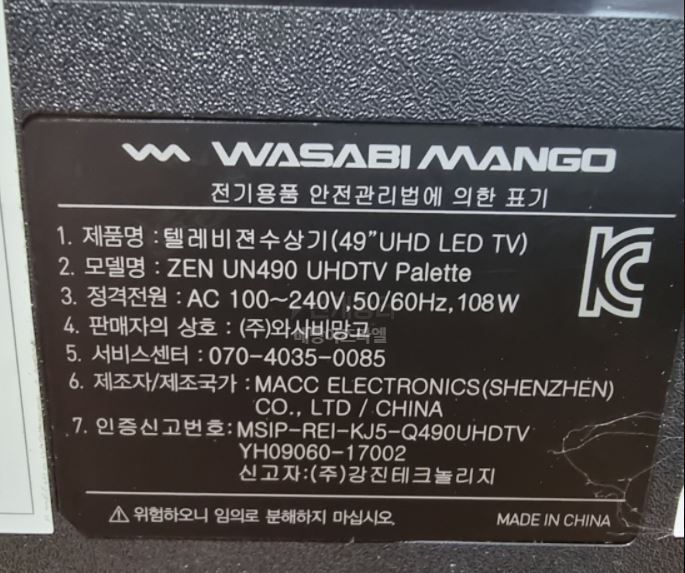 WASABI MANGO
전기용품 안전관리법에 의한 표기
1. 제품명 : 텔레비젼수상기(49"UHD LED TV)
2. 모델명 : ZEN UN490 UHDTV Palette
3. 정격전원 : AC 100~240V,50/60Hz,108W
4. 판매자의 상호 : (주)와사비망고
5. 서비스센터 : 070-4035-0085
6. 제조자/제조국가 : MACC ELECTRONICS(SHENZHEN)
CO., LTD / CHINA
7. 인증신고번호: MSIP-REI-KJ5-Q490UHDTV
YH09060-17002
신고자:(주)강진테크놀리지
⚠ 위험하오니 임의로 분해하지 마십시오.
MADE IN CHINA